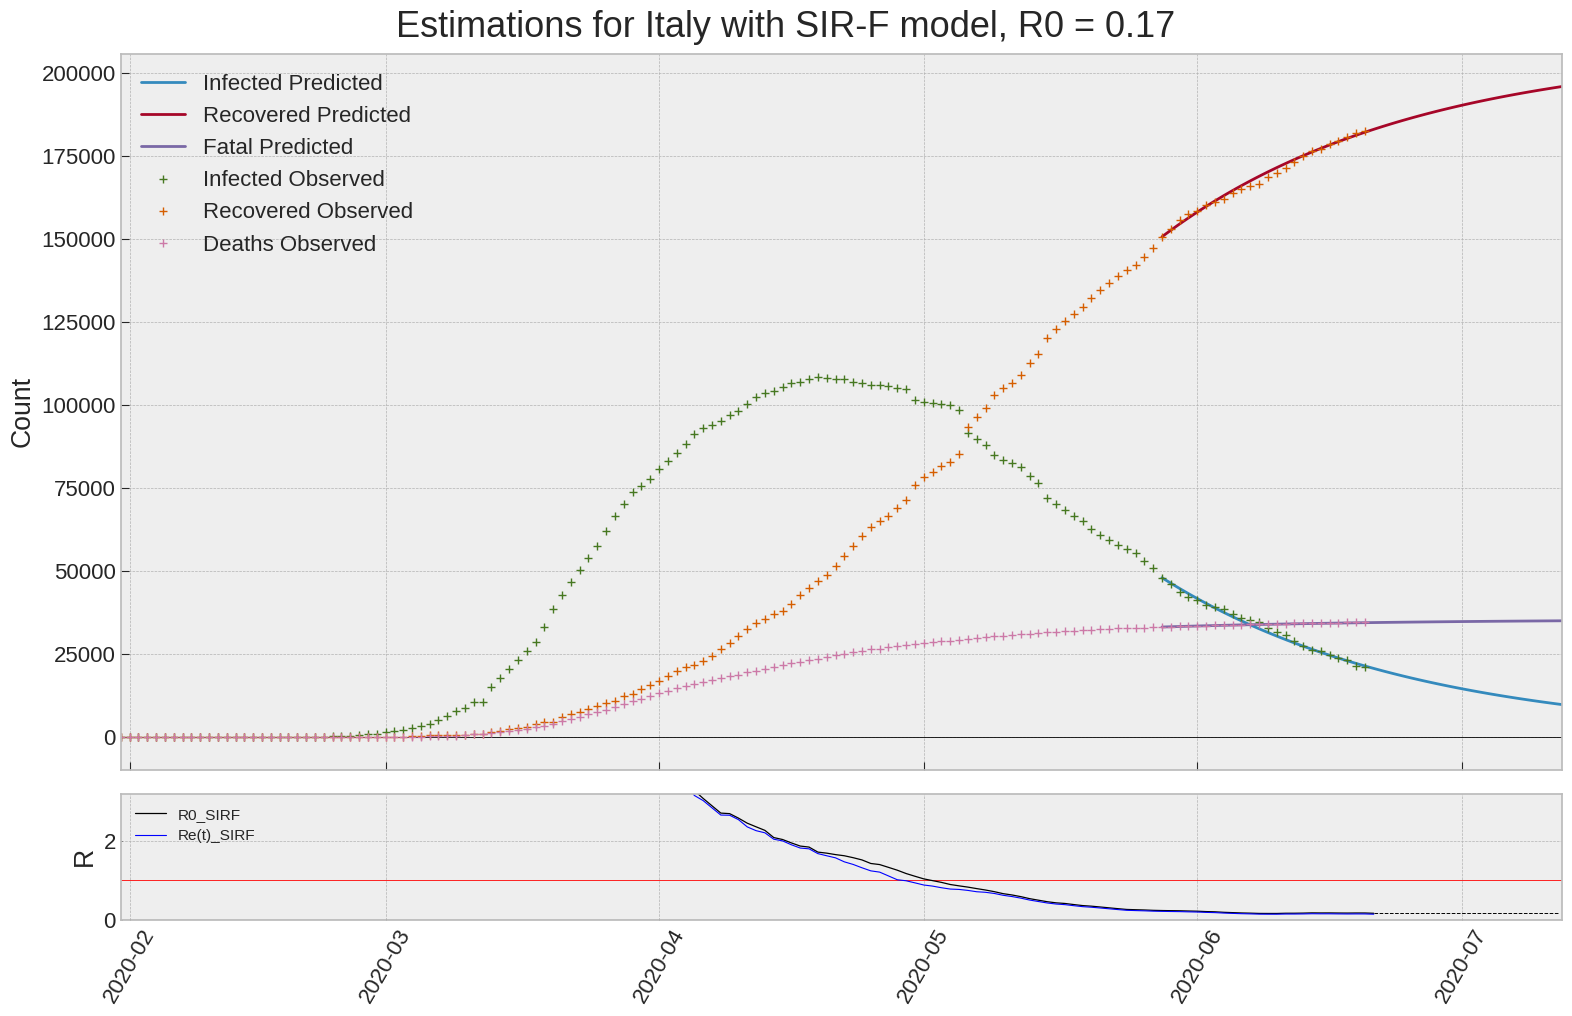 Estimations for Italy with SIR-F model, R0 = 0.17
Infected Predicted
Recovered Predicted
Fatal Predicted
Infected Observed
Recovered Observed
Deaths Observed
Count
200000
175000
150000
125000
100000
75000
50000
25000
0
R0_SIRF
Re(t)_SIRF
R
2
0
2020-02
2020-03
2020-04
2020-05
2020-06
2020-07